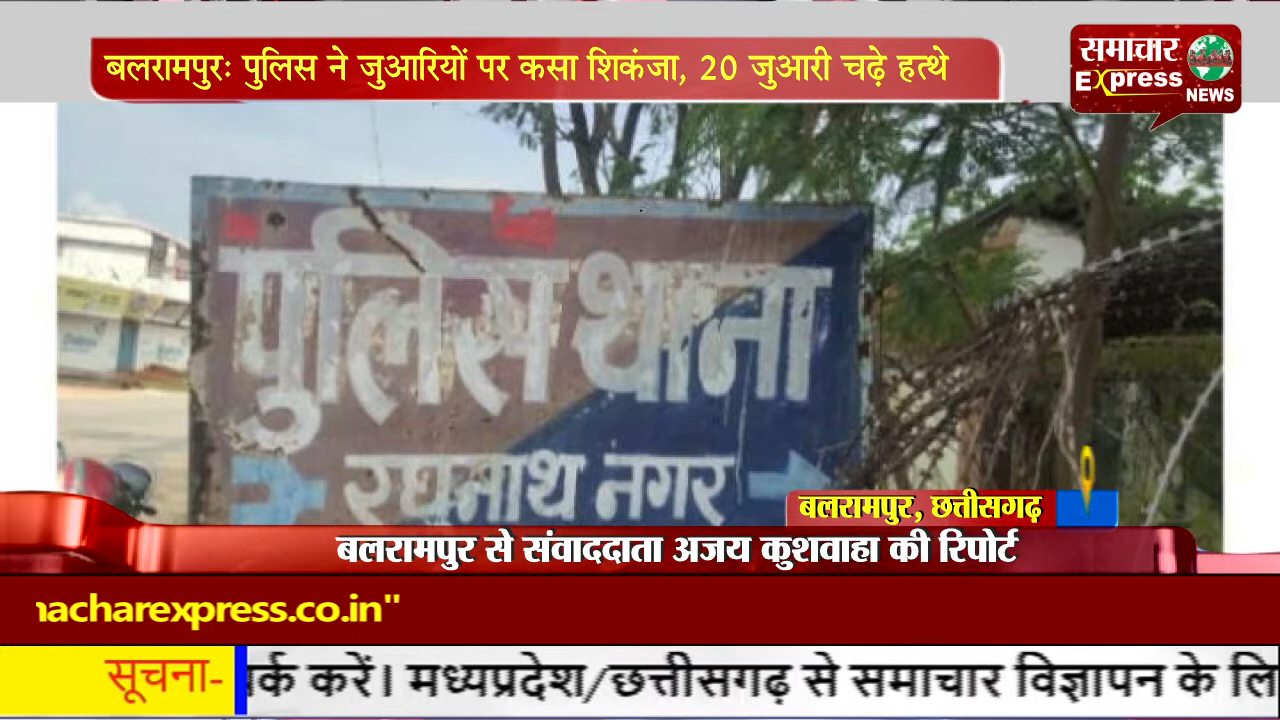 बलरामपुरः पुलिस ने जुआरियों पर कसा शिकंजा, 20 जुआरी चढ़े हत्थे
समाचार
Express
NEWS
पुलिस थाना
रघुनाथ नगर
बलरामपुर, छत्तीसगढ़
बलरामपुर से संवाददाता अजय कुशवाहा की रिपोर्ट
acharexpress.co.in"
सूचना-
र्क करें। मध्यप्रदेश/छत्तीसगढ़ से समाचार विज्ञापन के लि